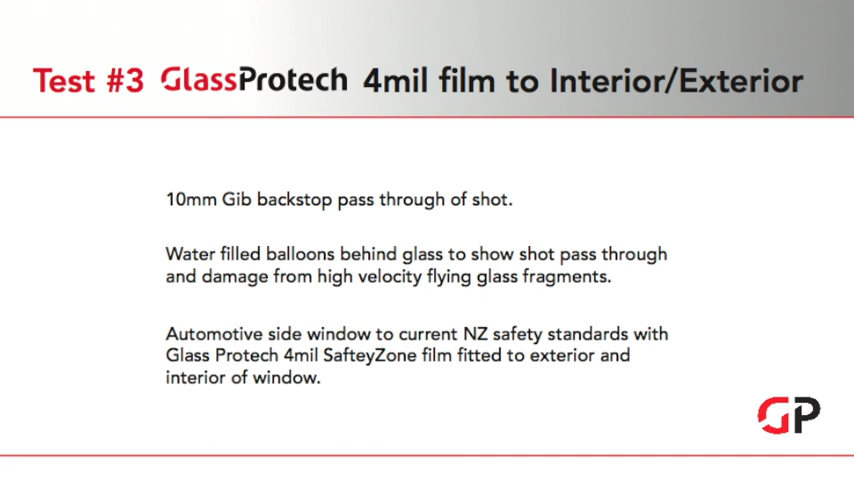 Test #3 GlassProtech 4mil film to Interior/Exterior
10mm Gib backstop pass through of shot.
Water filled balloons behind glass to show shot pass through
and damage from high velocity flying glass fragments.
Automotive side window to current NZ safety standards with
Glass Protech 4mil SafteyZone film fitted to exterior and
interior of window.
GP